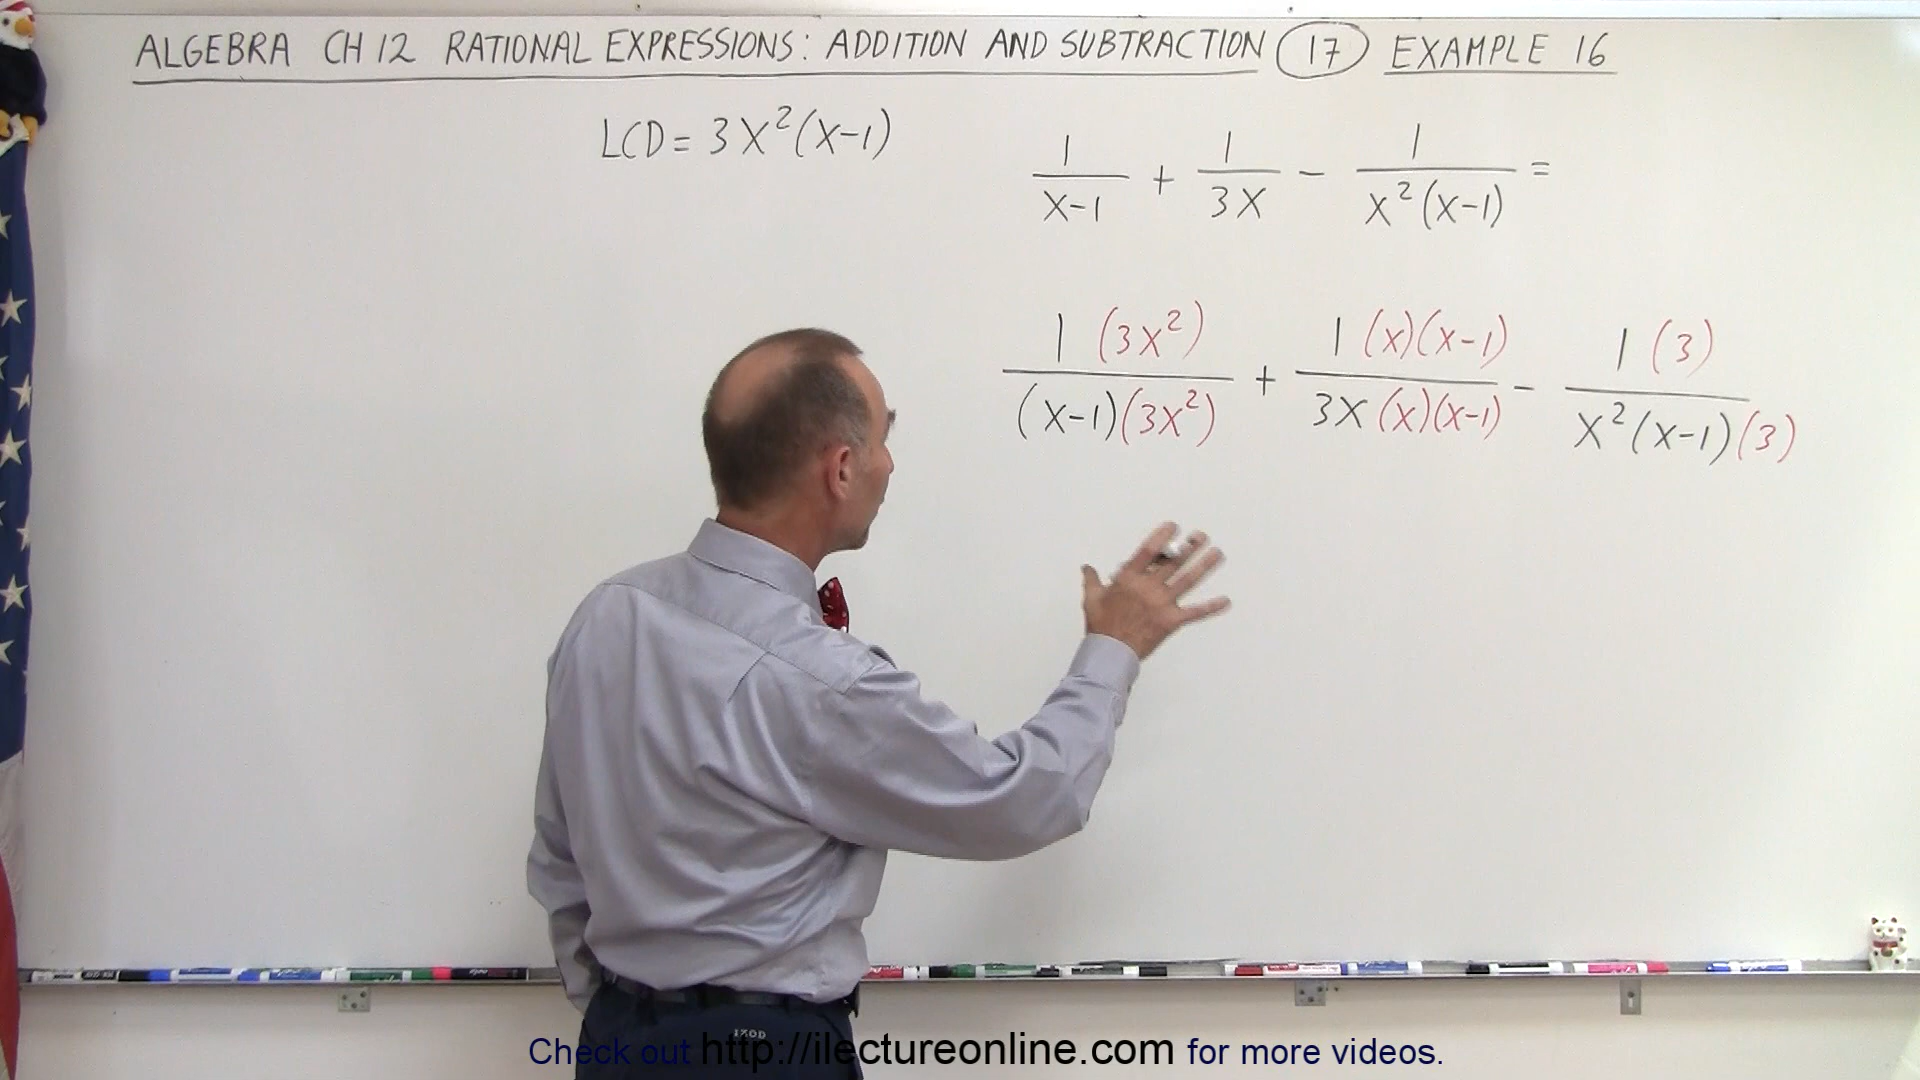 ALGEBRA CH 12 RATIONAL EXPRESSIONS: ADDITION AND SUBTRACTION 17 EXAMPLE 16
LCD = 3X²(X-1)
1/(X-1) + 1/(3X) - 1/(X²(X-1)) =
1(3X²)/((X-1)(3X²)) + 1(X)(X-1)/(3X(X)(X-1)) - 1(3)/(X²(X-1)(3))
IZOD
Check out http://ilectureonline.com for more videos.